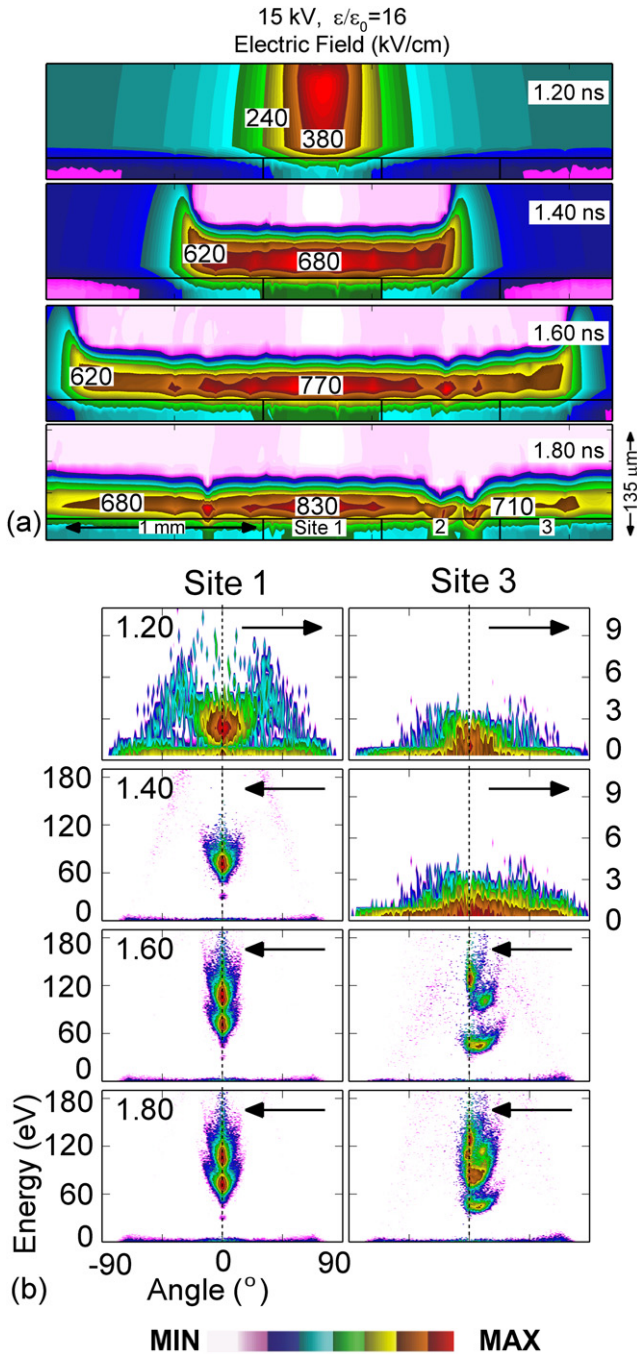 15 kV, ε/ε₀=16
Electric Field (kV/cm)
1.20 ns
240
380
1.40 ns
620
680
1.60 ns
620
770
1.80 ns
680
830
710
1 mm
Site 1
2
3
135 μm
(a)
Site 1
Site 3
1.20
9
6
3
0
1.40
180
120
60
0
9
6
3
0
1.60
180
120
60
0
1.80
180
120
60
0
Energy (eV)
-90
0
90
Angle (°)
(b)
MIN
MAX